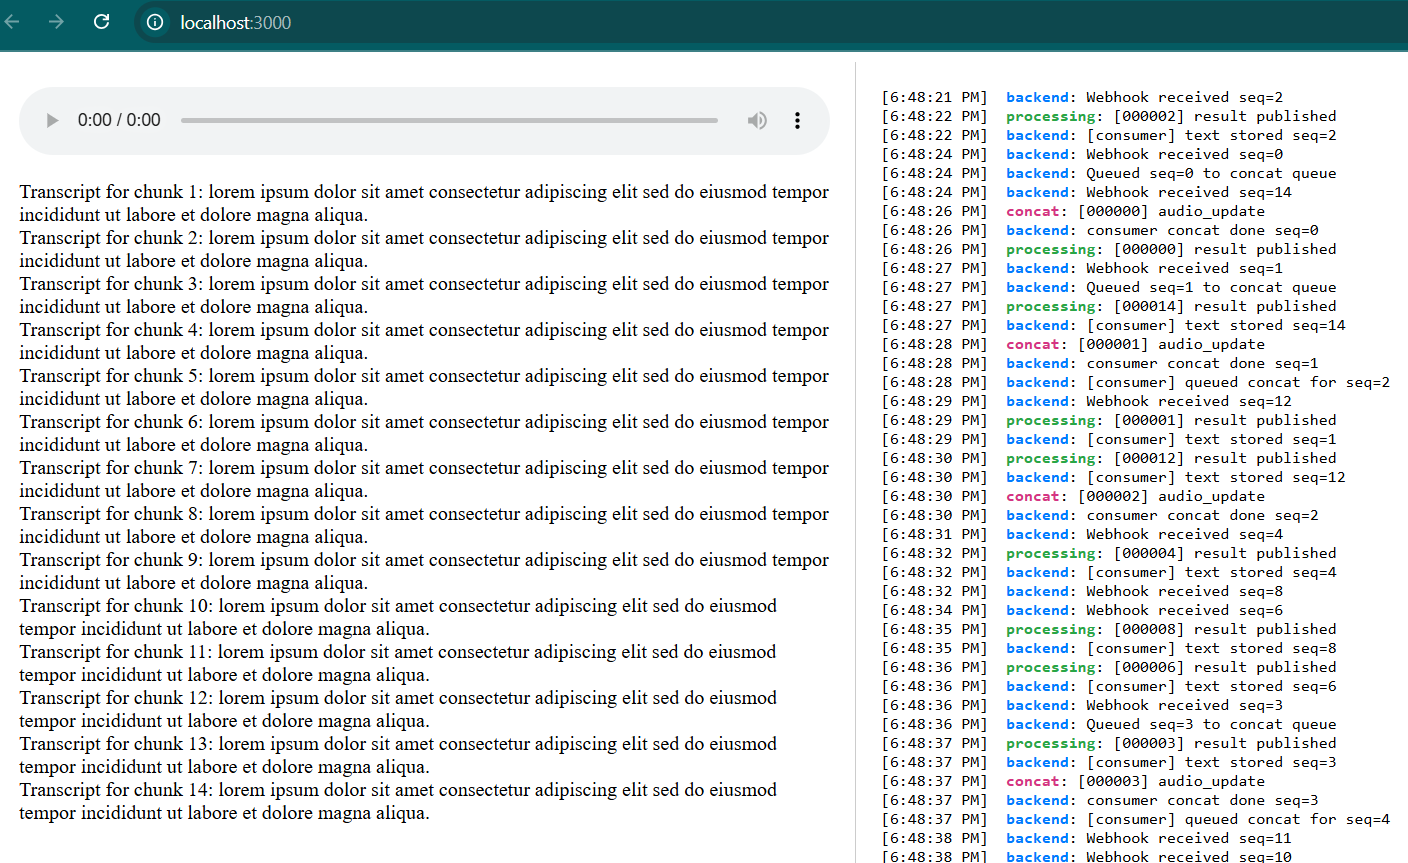 localhost:3000
0:00 / 0:00
Transcript for chunk 1: lorem ipsum dolor sit amet consectetur adipiscing elit sed do eiusmod tempor
incididunt ut labore et dolore magna aliqua.
Transcript for chunk 2: lorem ipsum dolor sit amet consectetur adipiscing elit sed do eiusmod tempor
incididunt ut labore et dolore magna aliqua.
Transcript for chunk 3: lorem ipsum dolor sit amet consectetur adipiscing elit sed do eiusmod tempor
incididunt ut labore et dolore magna aliqua.
Transcript for chunk 4: lorem ipsum dolor sit amet consectetur adipiscing elit sed do eiusmod tempor
incididunt ut labore et dolore magna aliqua.
Transcript for chunk 5: lorem ipsum dolor sit amet consectetur adipiscing elit sed do eiusmod tempor
incididunt ut labore et dolore magna aliqua.
Transcript for chunk 6: lorem ipsum dolor sit amet consectetur adipiscing elit sed do eiusmod tempor
incididunt ut labore et dolore magna aliqua.
Transcript for chunk 7: lorem ipsum dolor sit amet consectetur adipiscing elit sed do eiusmod tempor
incididunt ut labore et dolore magna aliqua.
Transcript for chunk 8: lorem ipsum dolor sit amet consectetur adipiscing elit sed do eiusmod tempor
incididunt ut labore et dolore magna aliqua.
Transcript for chunk 9: lorem ipsum dolor sit amet consectetur adipiscing elit sed do eiusmod tempor
incididunt ut labore et dolore magna aliqua.
Transcript for chunk 10: lorem ipsum dolor sit amet consectetur adipiscing elit sed do eiusmod
tempor incididunt ut labore et dolore magna aliqua.
Transcript for chunk 11: lorem ipsum dolor sit amet consectetur adipiscing elit sed do eiusmod
tempor incididunt ut labore et dolore magna aliqua.
Transcript for chunk 12: lorem ipsum dolor sit amet consectetur adipiscing elit sed do eiusmod
tempor incididunt ut labore et dolore magna aliqua.
Transcript for chunk 13: lorem ipsum dolor sit amet consectetur adipiscing elit sed do eiusmod
tempor incididunt ut labore et dolore magna aliqua.
Transcript for chunk 14: lorem ipsum dolor sit amet consectetur adipiscing elit sed do eiusmod
tempor incididunt ut labore et dolore magna aliqua.
[6:48:21 PM] backend: Webhook received seq=2
[6:48:22 PM] processing: [000002] result published
[6:48:22 PM] backend: [consumer] text stored seq=2
[6:48:24 PM] backend: Webhook received seq=0
[6:48:24 PM] backend: Queued seq=0 to concat queue
[6:48:24 PM] backend: Webhook received seq=14
[6:48:26 PM] concat: [000000] audio_update
[6:48:26 PM] backend: consumer concat done seq=0
[6:48:26 PM] processing: [000000] result published
[6:48:27 PM] backend: Webhook received seq=1
[6:48:27 PM] backend: Queued seq=1 to concat queue
[6:48:27 PM] processing: [000014] result published
[6:48:27 PM] backend: [consumer] text stored seq=14
[6:48:28 PM] concat: [000001] audio_update
[6:48:28 PM] backend: consumer concat done seq=1
[6:48:28 PM] backend: [consumer] queued concat for seq=2
[6:48:29 PM] backend: Webhook received seq=12
[6:48:29 PM] processing: [000001] result published
[6:48:29 PM] backend: [consumer] text stored seq=1
[6:48:30 PM] processing: [000012] result published
[6:48:30 PM] backend: [consumer] text stored seq=12
[6:48:30 PM] concat: [000002] audio_update
[6:48:30 PM] backend: consumer concat done seq=2
[6:48:31 PM] backend: Webhook received seq=4
[6:48:32 PM] processing: [000004] result published
[6:48:32 PM] backend: [consumer] text stored seq=4
[6:48:32 PM] backend: Webhook received seq=8
[6:48:34 PM] backend: Webhook received seq=6
[6:48:35 PM] processing: [000008] result published
[6:48:35 PM] backend: [consumer] text stored seq=8
[6:48:36 PM] processing: [000006] result published
[6:48:36 PM] backend: [consumer] text stored seq=6
[6:48:36 PM] backend: Webhook received seq=3
[6:48:36 PM] backend: Queued seq=3 to concat queue
[6:48:37 PM] processing: [000003] result published
[6:48:37 PM] backend: [consumer] text stored seq=3
[6:48:37 PM] concat: [000003] audio_update
[6:48:37 PM] backend: consumer concat done seq=3
[6:48:37 PM] backend: [consumer] queued concat for seq=4
[6:48:38 PM] backend: Webhook received seq=11
[6:48:38 PM] backend: Webhook received seq=10